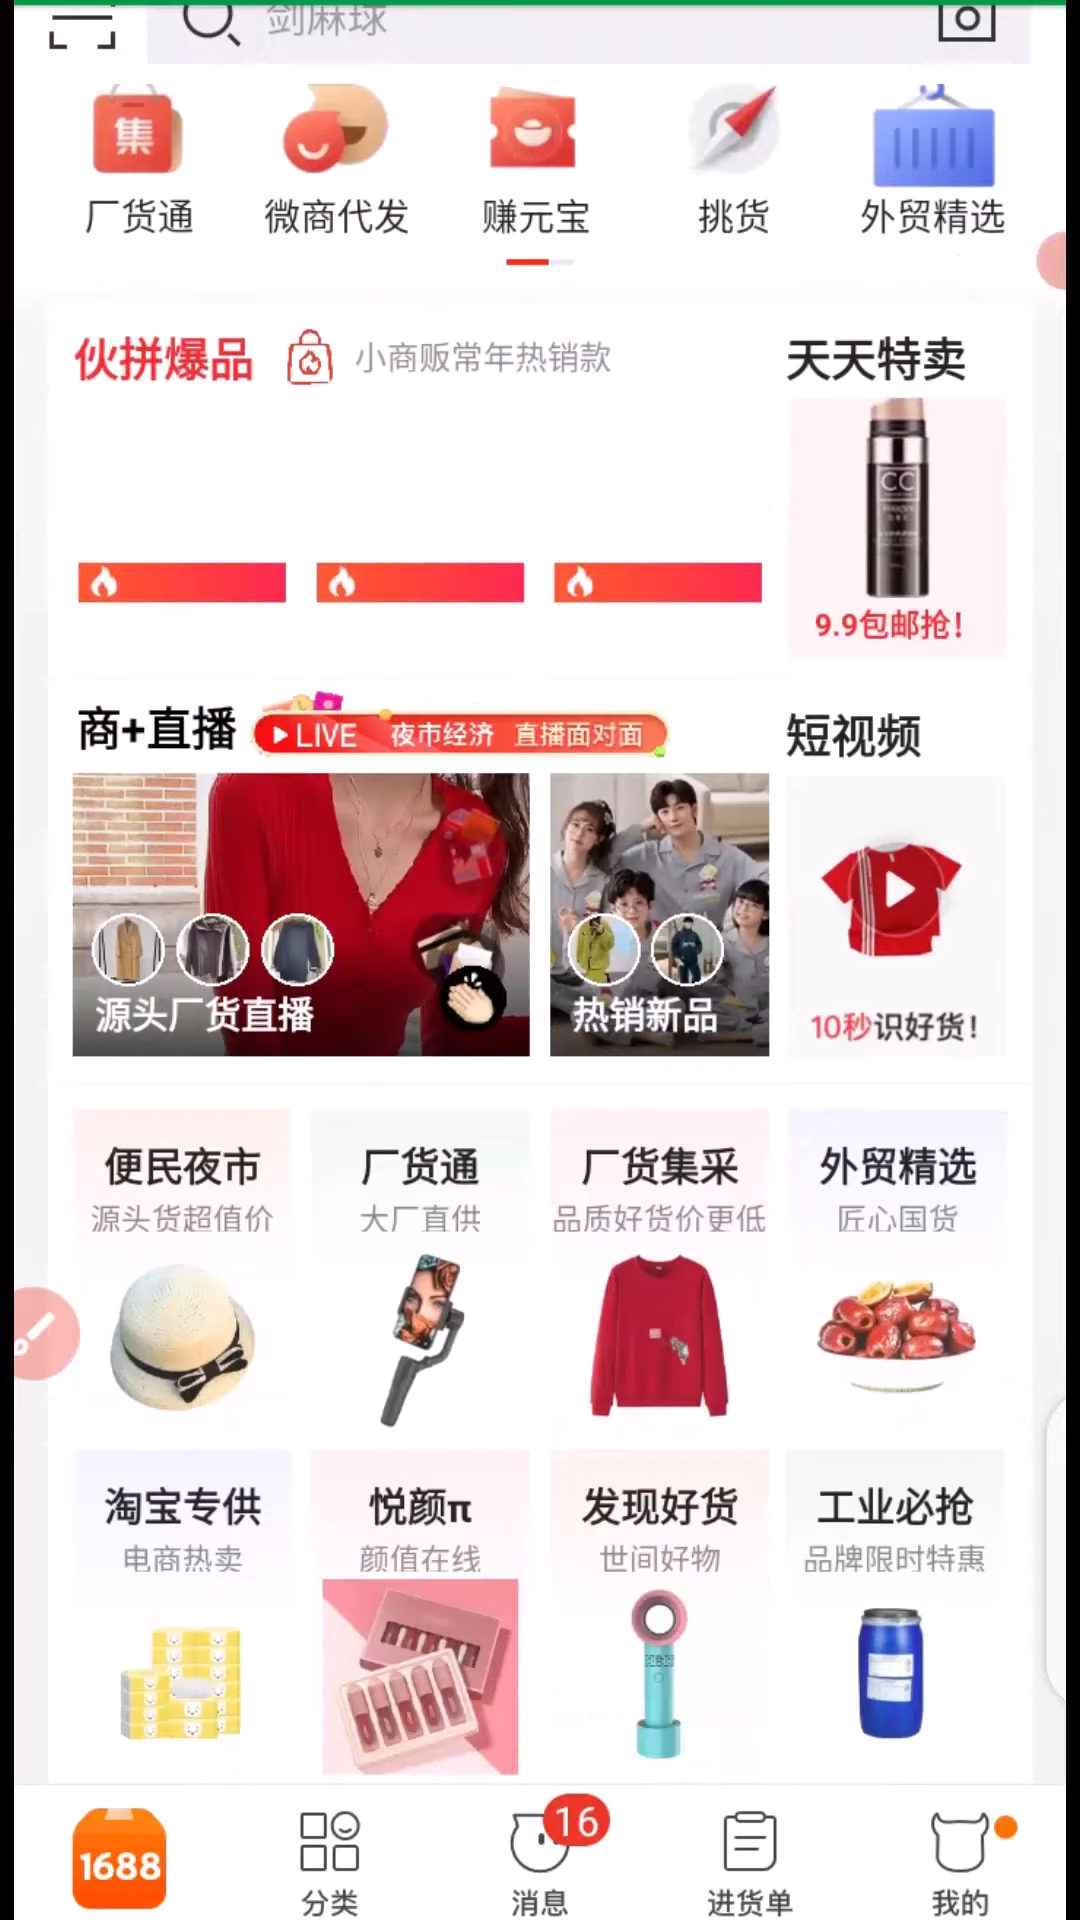 剑麻球
集
厂货通
微商代发
赚元宝
挑货
外贸精选
伙拼爆品
小商贩常年热销款
天天特卖
CC
9.9包邮抢!
商+直播
LIVE 夜市经济 直播面对面
短视频
源头厂货直播
热销新品
10秒识好货!
便民夜市
厂货通
厂货集采
外贸精选
源头货超值价
大厂直供
品质好货价更低
匠心国货
淘宝专供
悦颜π
发现好货
工业必抢
电商热卖
颜值在线
世间好物
品牌限时特惠
1688
分类
16
消息
进货单
我的